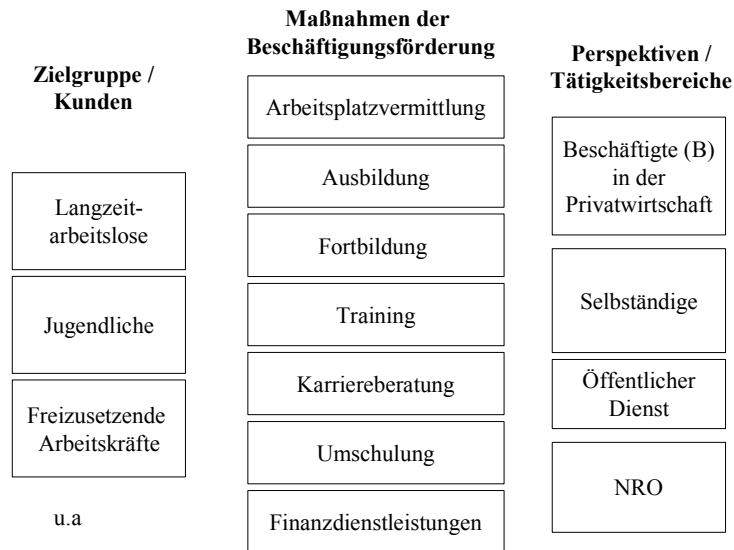 Zielgruppe /
Kunden
Langzeit-
arbeitslose
Jugendliche
Freizusetzende
Arbeitskräfte
u.a
Maßnahmen der
Beschäftigungsförderung
Arbeitsplatzvermittlung
Ausbildung
Fortbildung
Training
Karriereberatung
Umschulung
Finanzdienstleistungen
Perspektiven /
Tätigkeitsbereiche
Beschäftigte (B)
in der
Privatwirtschaft
Selbständige
Öffentlicher
Dienst
NRO